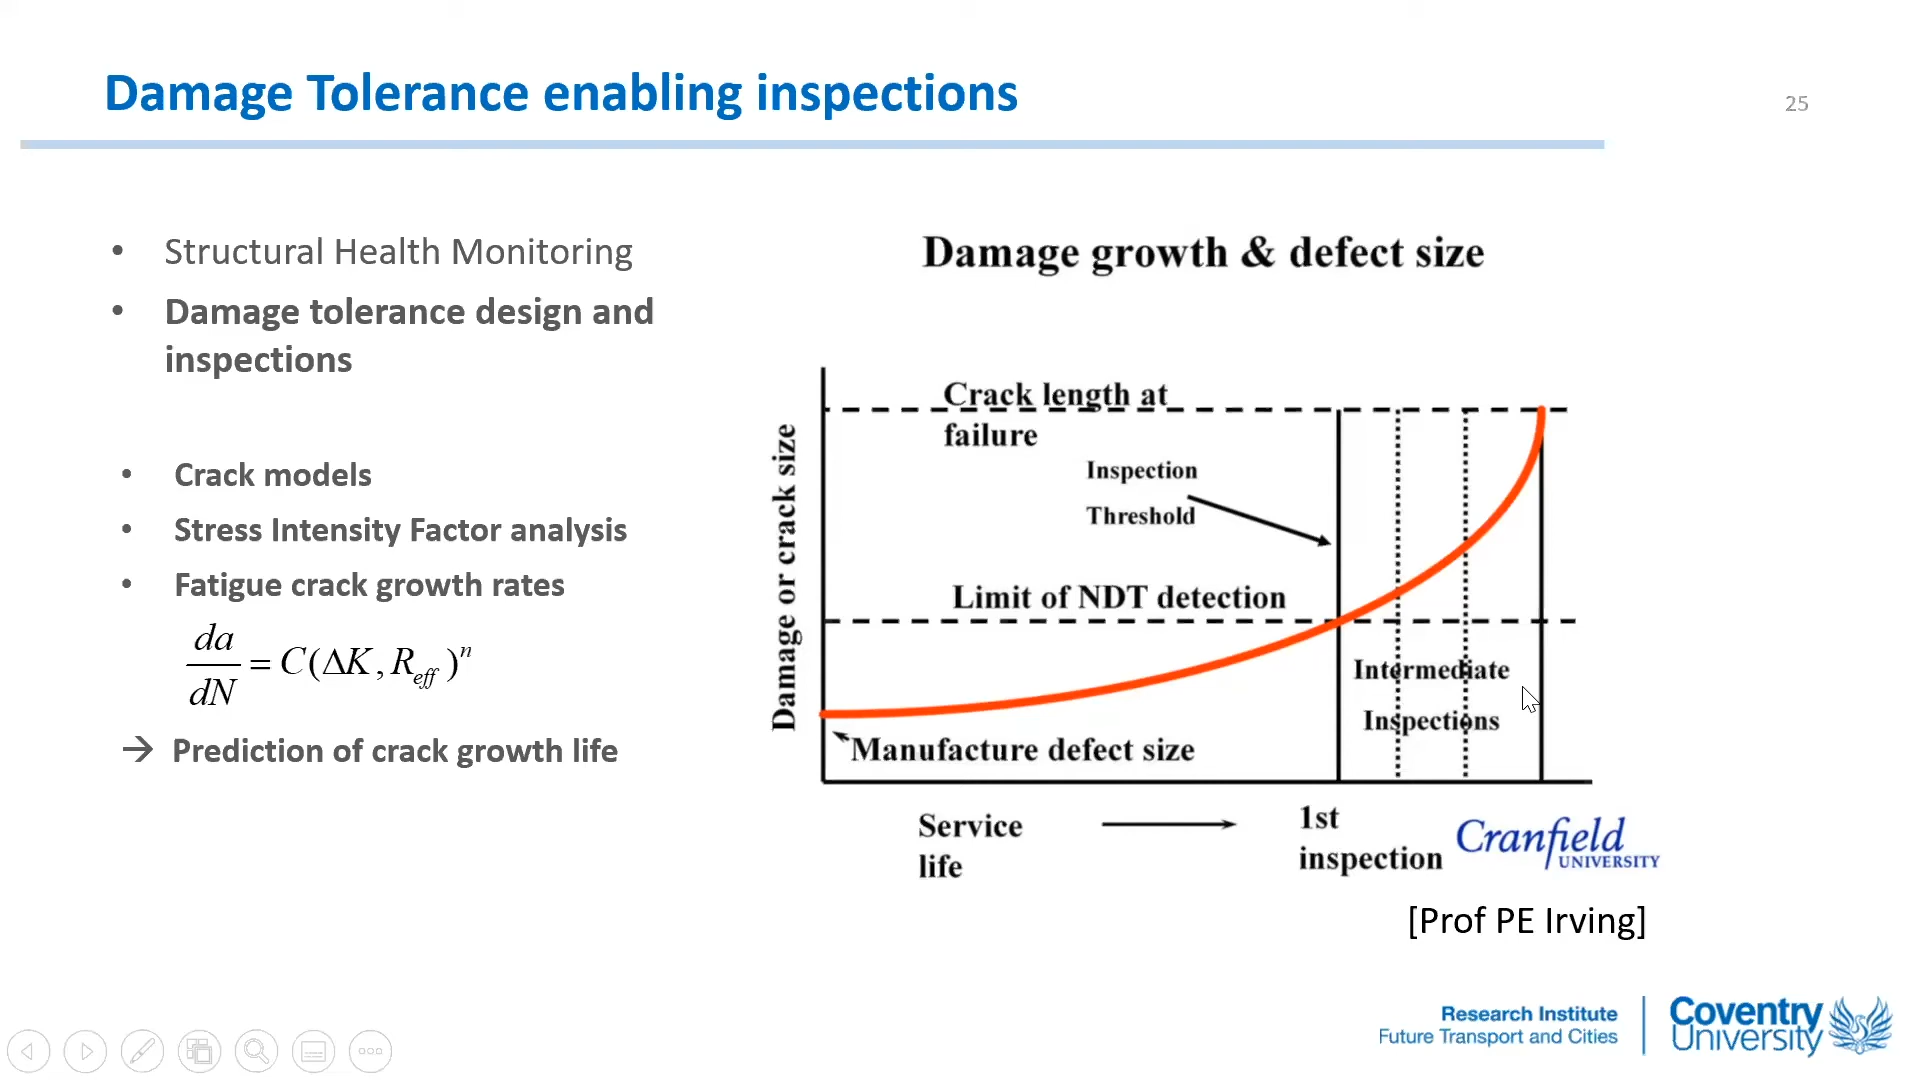 Damage Tolerance enabling inspections
25
• Structural Health Monitoring
• Damage tolerance design and
inspections
• Crack models
• Stress Intensity Factor analysis
• Fatigue crack growth rates
da/dN = C(ΔK, R_eff)^n
→ Prediction of crack growth life
Damage growth & defect size
Damage or crack size
Crack length at
failure
Inspection
Threshold
Limit of NDT detection
Intermediate
Inspections
Manufacture defect size
Service
life
1st
inspection
Cranfield
UNIVERSITY
[Prof PE Irving]
Research Institute
Future Transport and Cities
Coventry
University